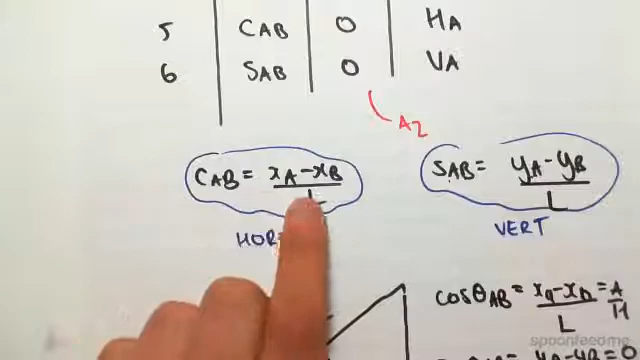 5 CAB 0 HA
6 SAB 0 VA
A2
CAB = xA - xB / L
SAB = yA - yB / L
VERT
cosθAB = xA - xB / L = A / H
spoonfeedme